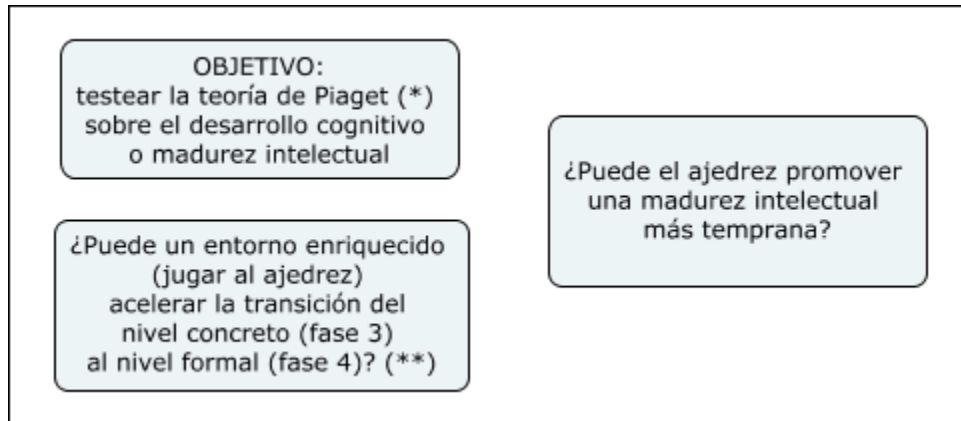 OBJETIVO:
testear la teoría de Piaget (*)
sobre el desarrollo cognitivo
o madurez intelectual
¿Puede un entorno enriquecido
(jugar al ajedrez)
acelerar la transición del
nivel concreto (fase 3)
al nivel formal (fase 4)? (**)
¿Puede el ajedrez promover
una madurez intelectual
más temprana?